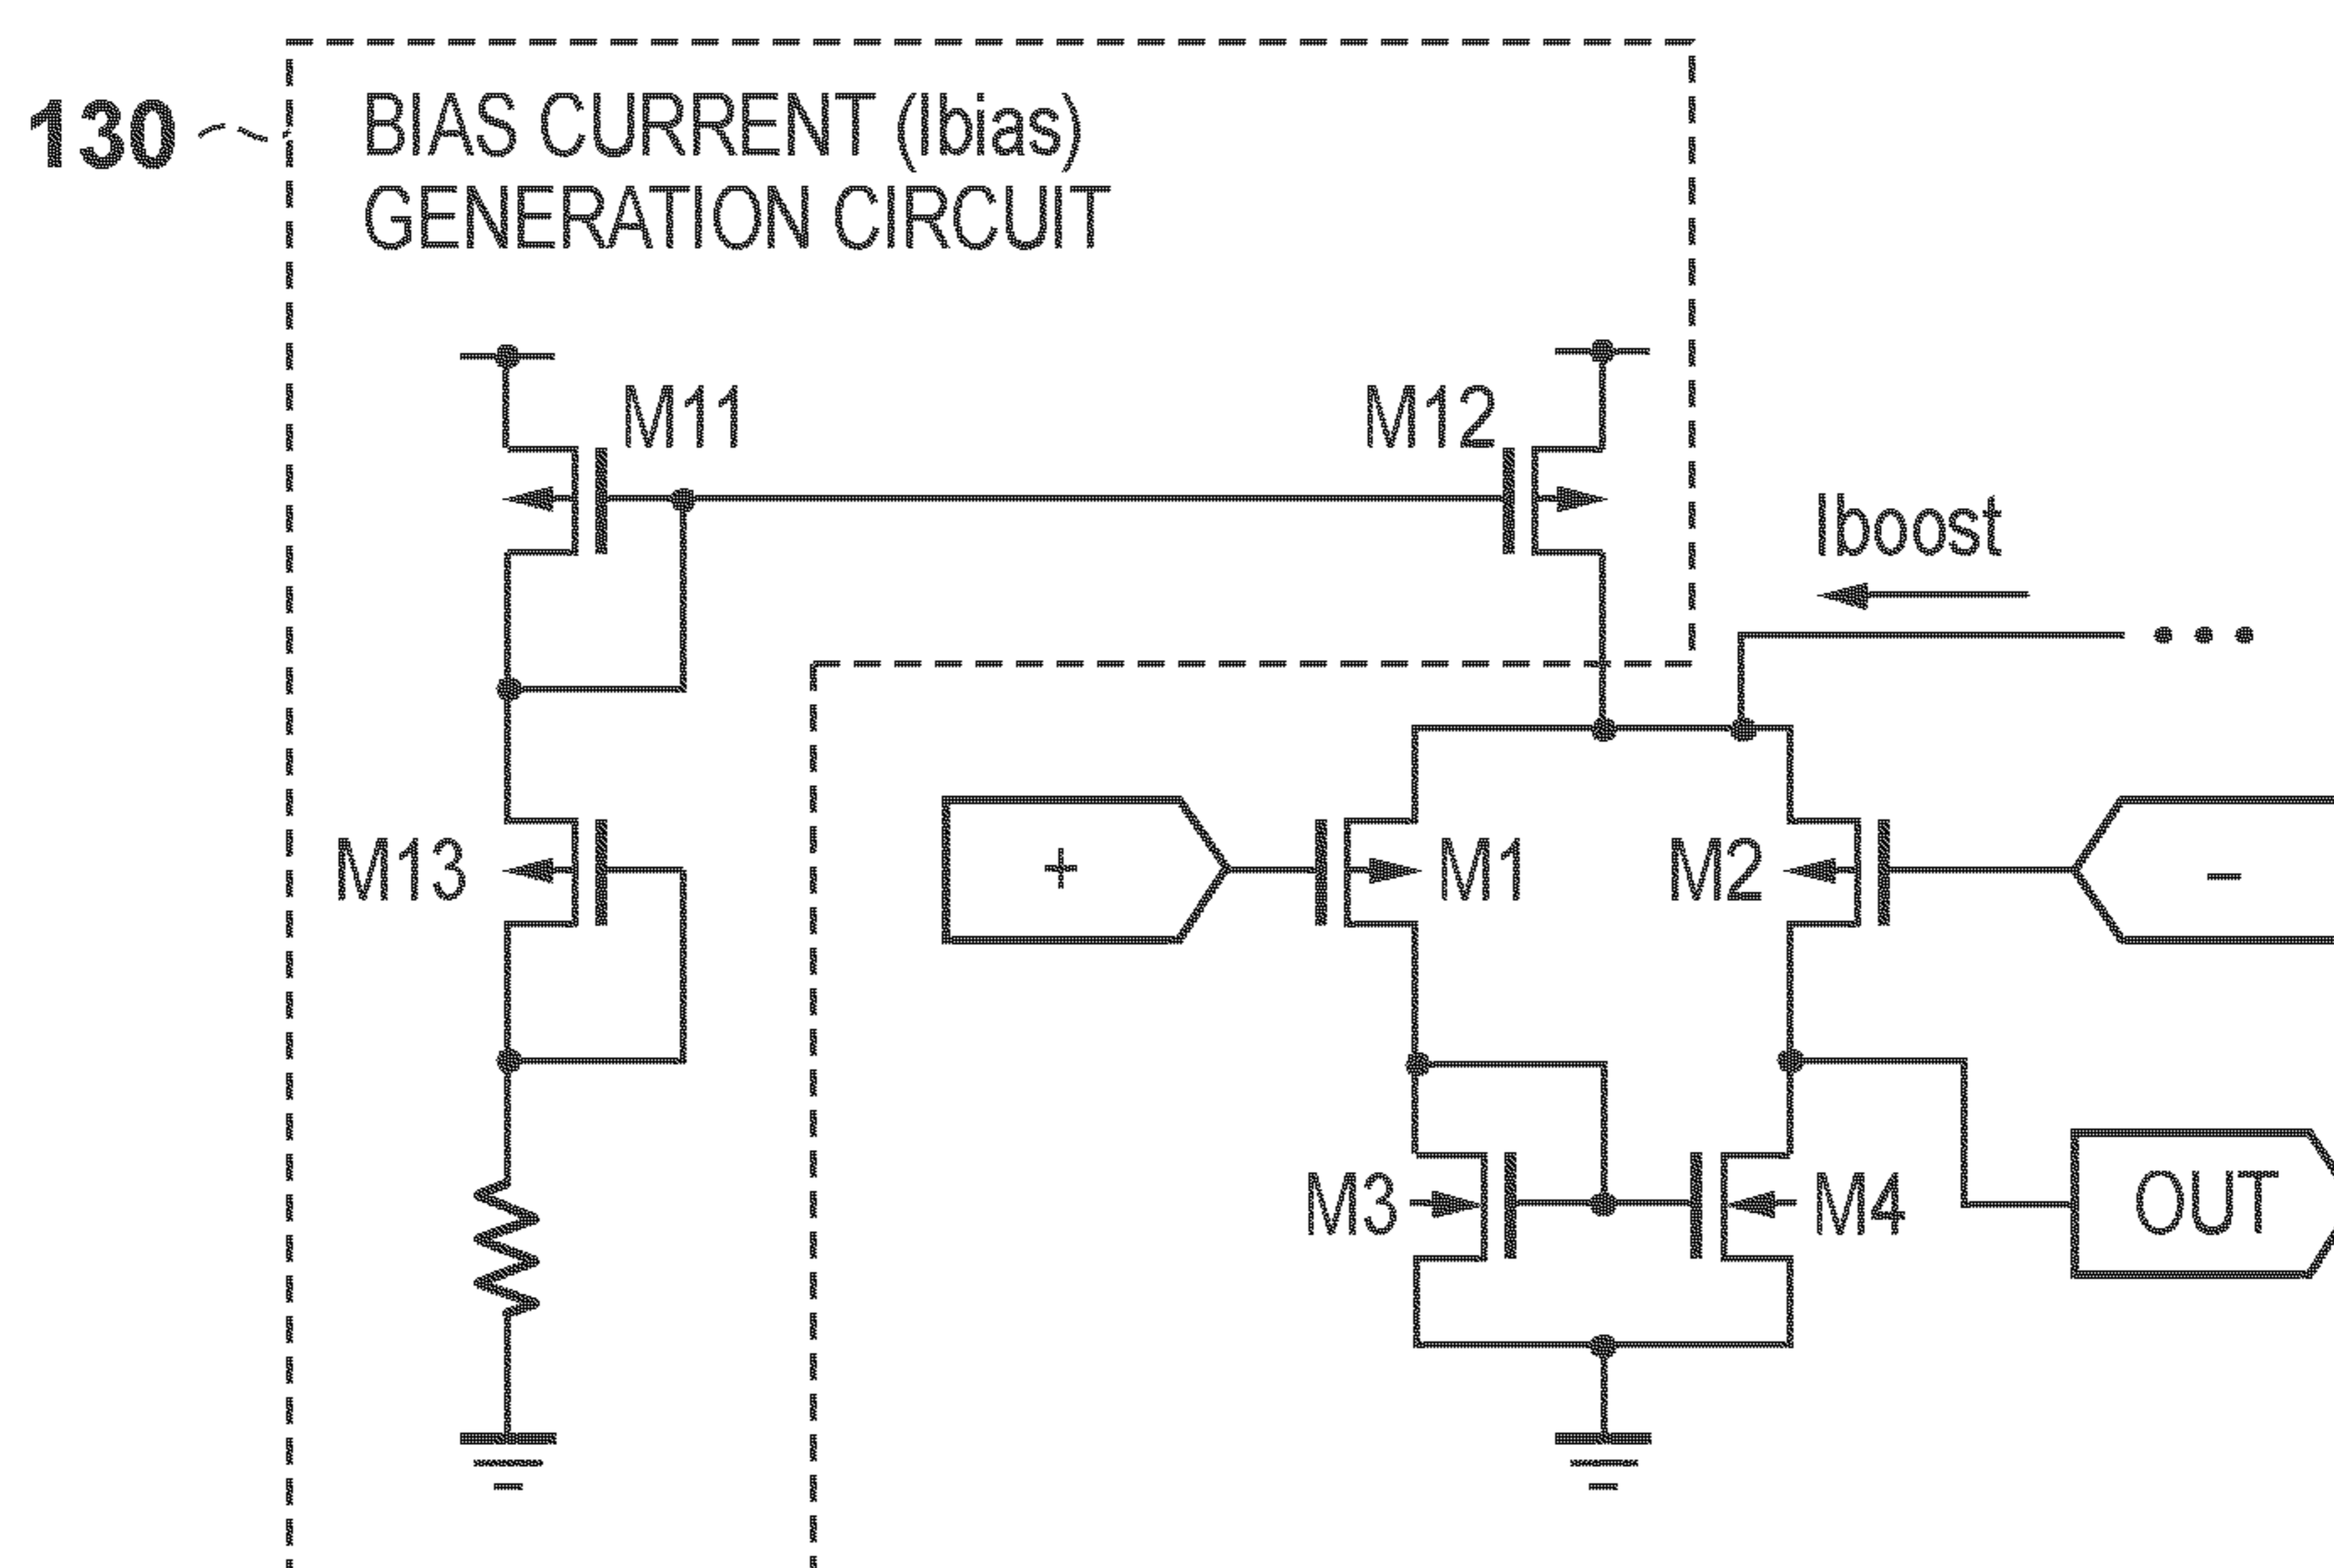 130
BIAS CURRENT (Ibias)
GENERATION CIRCUIT
M11
M12
Iboost
M13
+
M1
M2
-
M3
M4
OUT